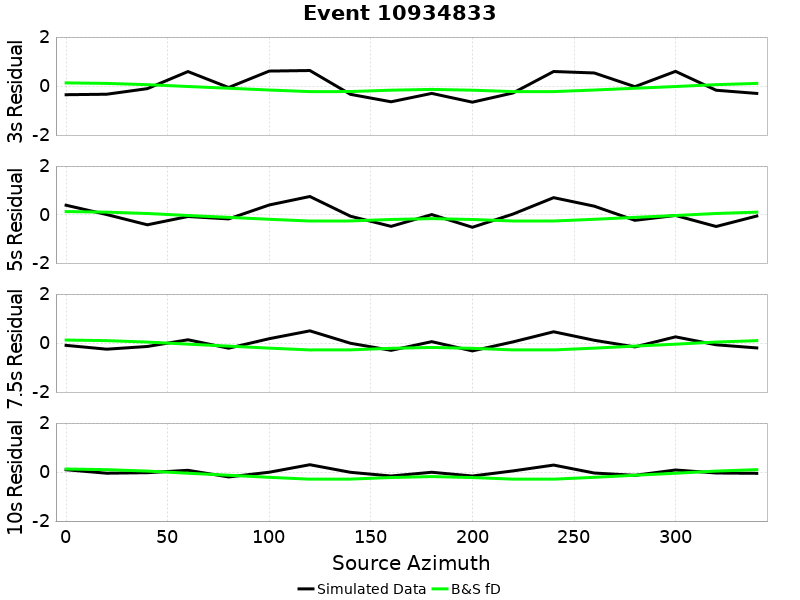 Event 10934833
3s Residual
2
0
-2
5s Residual
2
0
-2
7.5s Residual
2
0
-2
10s Residual
2
0
-2
0 50 100 150 200 250 300
Source Azimuth
Simulated Data B&S fD